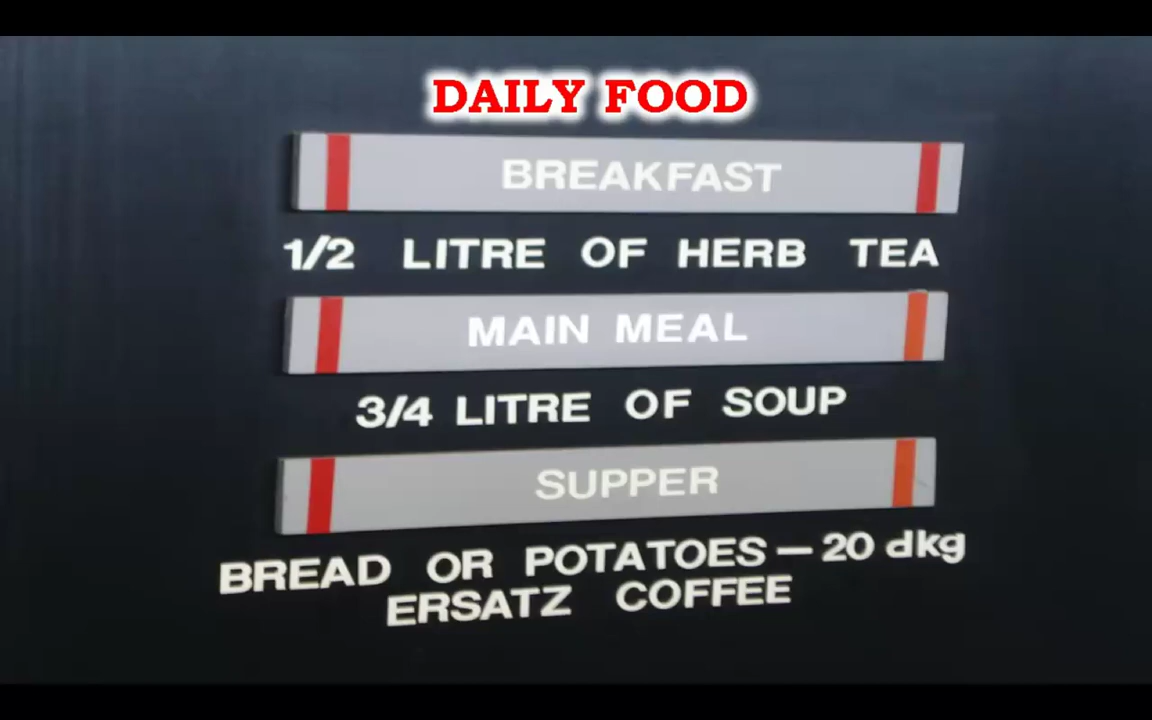 DAILY FOOD
BREAKFAST
1/2 LITRE OF HERB TEA
MAIN MEAL
3/4 LITRE OF SOUP
SUPPER
BREAD OR POTATOES — 20 dkg
ERSATZ COFFEE